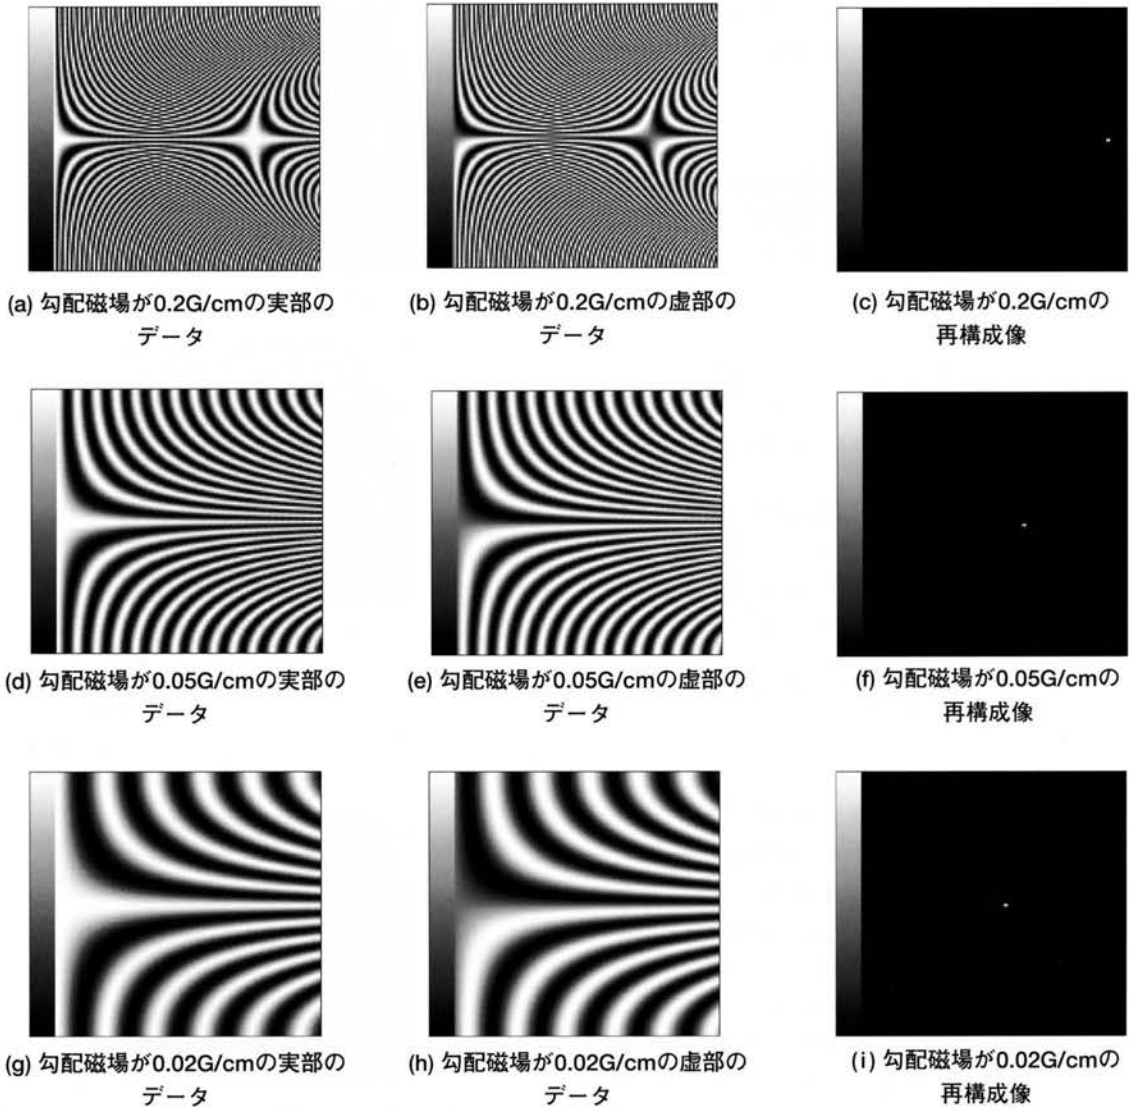 (a) 勾配磁場が0.2G/cmの実部の
データ
(b) 勾配磁場が0.2G/cmの虚部の
データ
(c) 勾配磁場が0.2G/cmの
再構成像
(d) 勾配磁場が0.05G/cmの実部の
データ
(e) 勾配磁場が0.05G/cmの虚部の
データ
(f) 勾配磁場が0.05G/cmの
再構成像
(g) 勾配磁場が0.02G/cmの実部の
データ
(h) 勾配磁場が0.02G/cmの虚部の
データ
(i) 勾配磁場が0.02G/cmの
再構成像